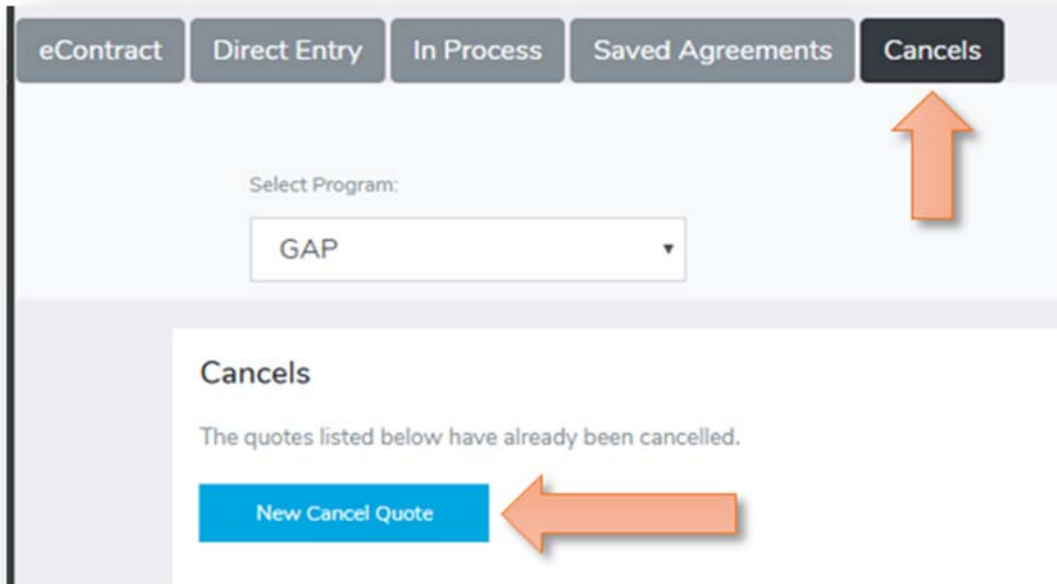 eContract Direct Entry In Process Saved Agreements Cancels
Select Program:
GAP
Cancels
The quotes listed below have already been cancelled.
New Cancel Quote